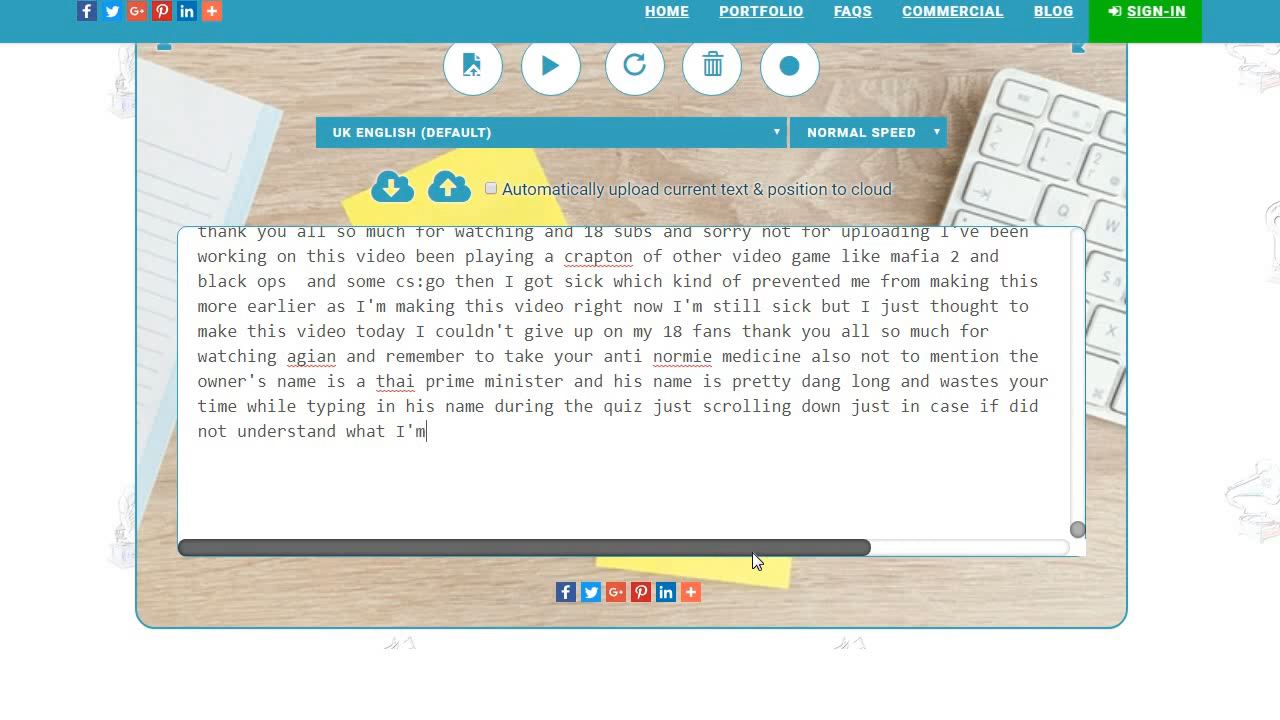 HOME PORTFOLIO FAQS COMMERCIAL BLOG SIGN-IN
UK ENGLISH (DEFAULT) NORMAL SPEED
Automatically upload current text & position to cloud
thank you all so much for watching and 18 subs and sorry not for uploading I've been
working on this video been playing a crapton of other video game like mafia 2 and
black ops  and some cs:go then I got sick which kind of prevented me from making this
more earlier as I'm making this video right now I'm still sick but I just thought to
make this video today I couldn't give up on my 18 fans thank you all so much for
watching agian and remember to take your anti normie medicine also not to mention the
owner's name is a thai prime minister and his name is pretty dang long and wastes your
time while typing in his name during the quiz just scrolling down just in case if did
not understand what I'm